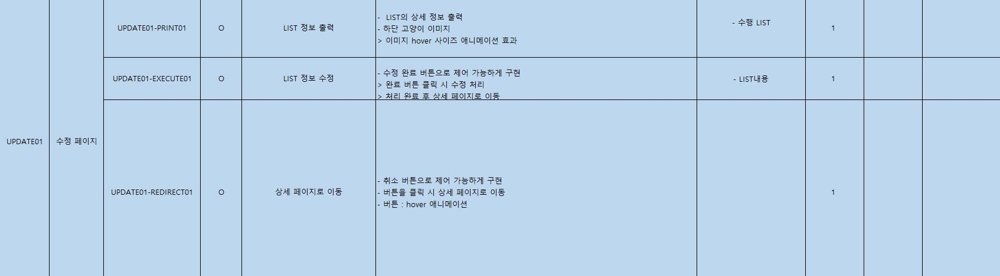 UPDATE01
수정 페이지
UPDATE01-PRINT01
O
LIST 정보 출력
- LIST의 상세 정보 출력
- 하단 고양이 이미지
> 이미지 hover 사이즈 애니메이션 효과
- 수행 LIST
1
UPDATE01-EXECUTE01
O
LIST 정보 수정
- 수정 완료 버튼으로 제어 가능하게 구현
> 완료 버튼 클릭 시 수정 처리
> 처리 완료 후 상세 페이지로 이동
- LIST내용
1
UPDATE01-REDIRECT01
O
상세 페이지로 이동
- 취소 버튼으로 제어 가능하게 구현
- 버튼을 클릭 시 상세 페이지로 이동
- 버튼 : hover 애니메이션
1